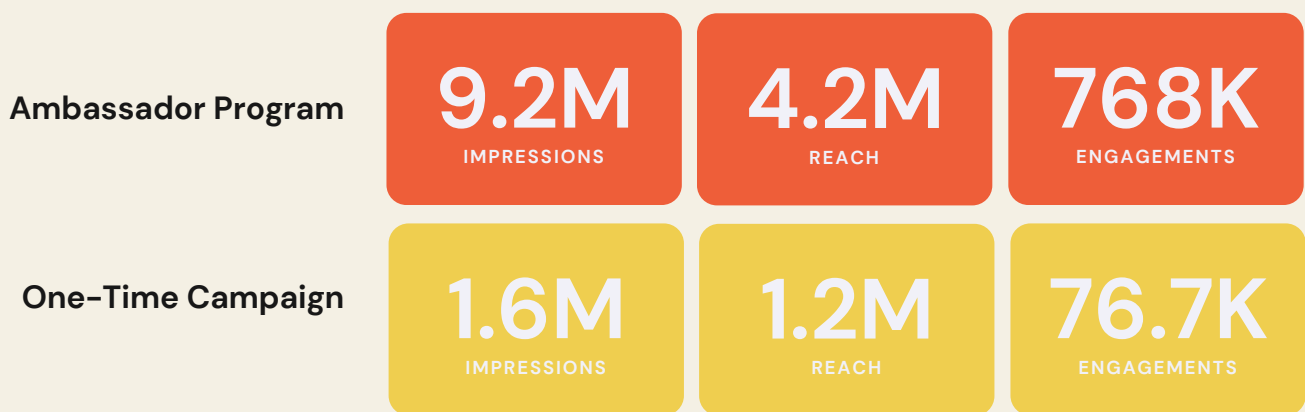 Ambassador Program
9.2M
IMPRESSIONS
4.2M
REACH
768K
ENGAGEMENTS
One-Time Campaign
1.6M
IMPRESSIONS
1.2M
REACH
76.7K
ENGAGEMENTS